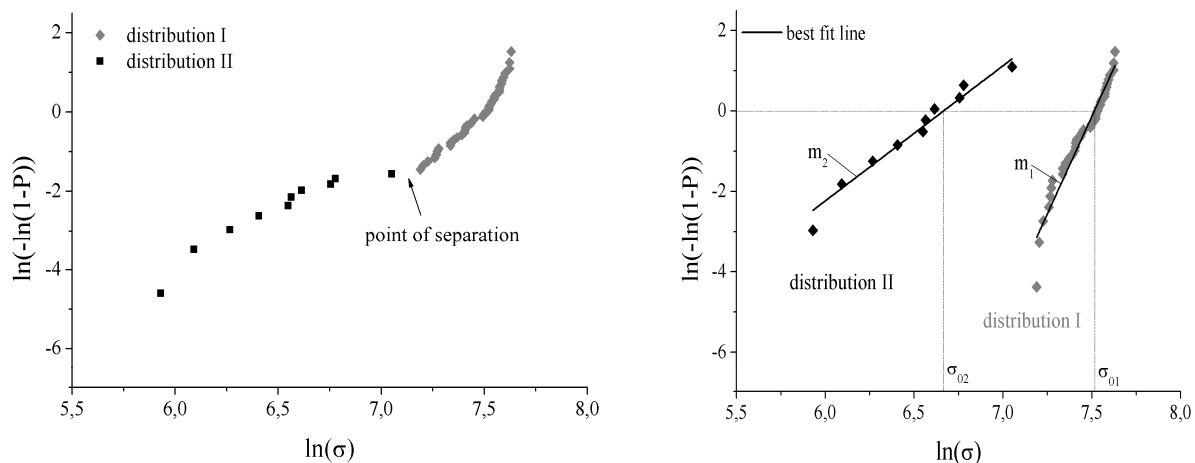 distribution I
distribution II
2
0
-2
-4
-6
ln(-ln(1-P))
point of separation
5,5
6,0
6,5
7,0
7,5
8,0
ln(σ)
best fit line
2
0
-2
-4
-6
ln(-ln(1-P))
m2
m1
distribution II
distribution I
σ02
σ01
5,5
6,0
6,5
7,0
7,5
8,0
ln(σ)